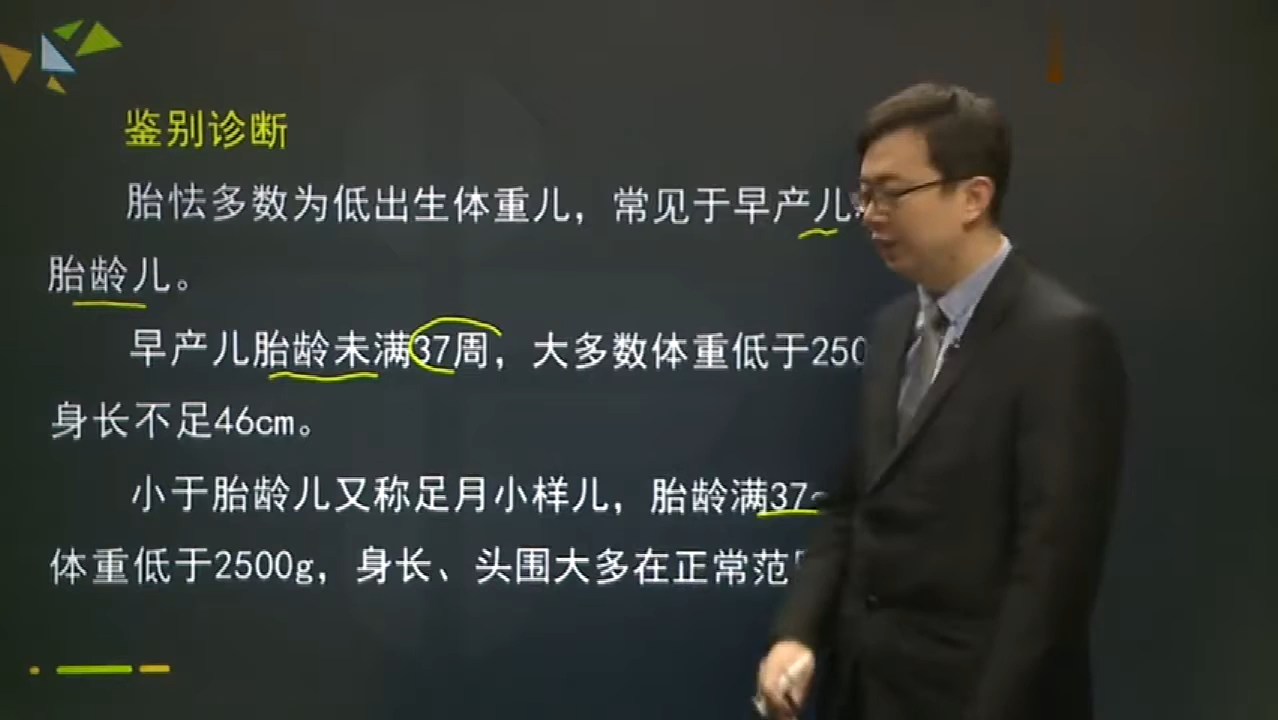 鉴别诊断
胎怯多数为低出生体重儿，常见于早产儿
胎龄儿。
早产儿胎龄未满37周，大多数体重低于250
身长不足46cm。
小于胎龄儿又称足月小样儿，胎龄满37~
体重低于2500g，身长、头围大多在正常范